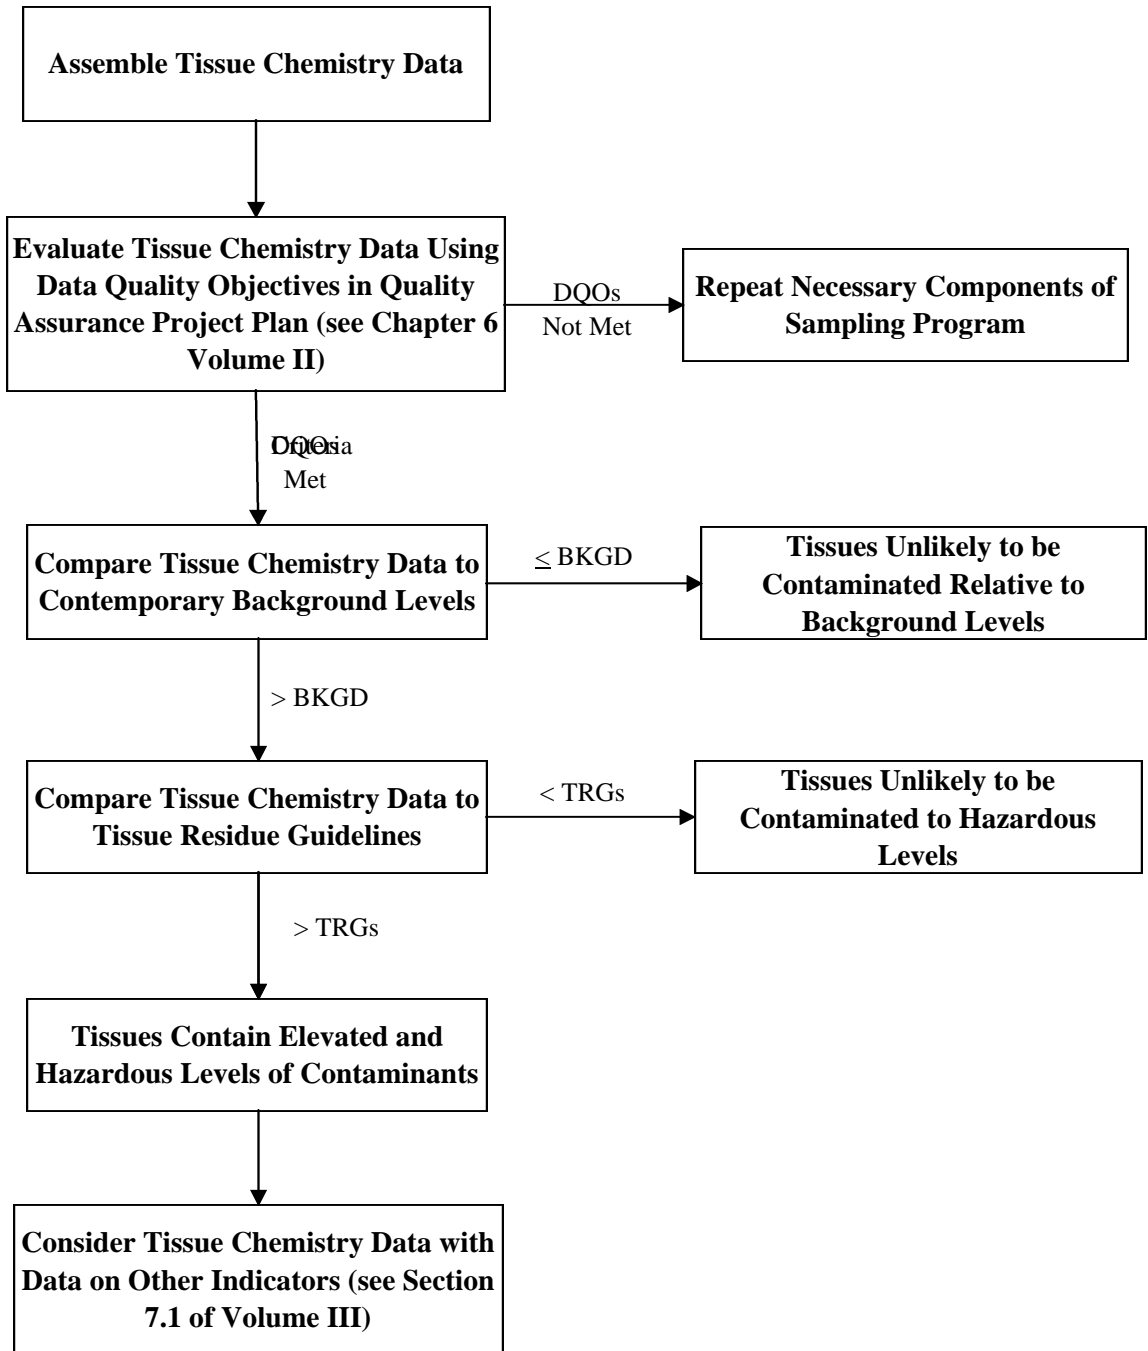 Assemble Tissue Chemistry Data
Evaluate Tissue Chemistry Data Using
Data Quality Objectives in Quality
Assurance Project Plan (see Chapter 6
Volume II)
DQOs
Not Met
Repeat Necessary Components of
Sampling Program
DQOs
Criteria
Met
Compare Tissue Chemistry Data to
Contemporary Background Levels
≤ BKGD
Tissues Unlikely to be
Contaminated Relative to
Background Levels
> BKGD
Compare Tissue Chemistry Data to
Tissue Residue Guidelines
< TRGs
Tissues Unlikely to be
Contaminated to Hazardous
Levels
> TRGs
Tissues Contain Elevated and
Hazardous Levels of Contaminants
Consider Tissue Chemistry Data with
Data on Other Indicators (see Section
7.1 of Volume III)